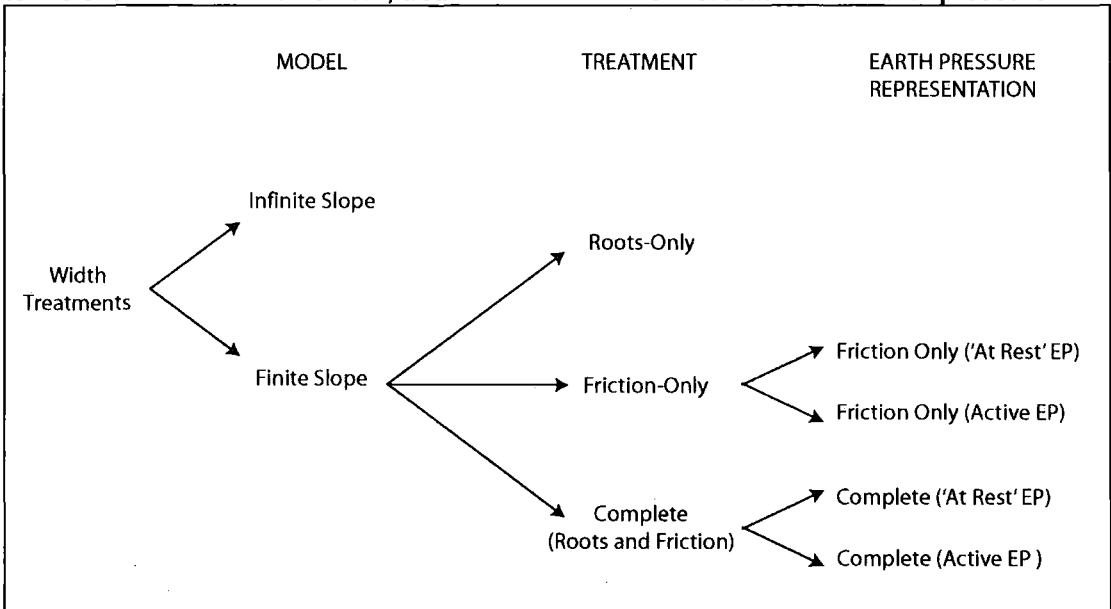 MODEL
TREATMENT
EARTH PRESSURE
REPRESENTATION
Infinite Slope
Width
Treatments
Finite Slope
Roots-Only
Friction-Only
Complete
(Roots and Friction)
Friction Only ('At Rest' EP)
Friction Only (Active EP)
Complete ('At Rest' EP)
Complete (Active EP )